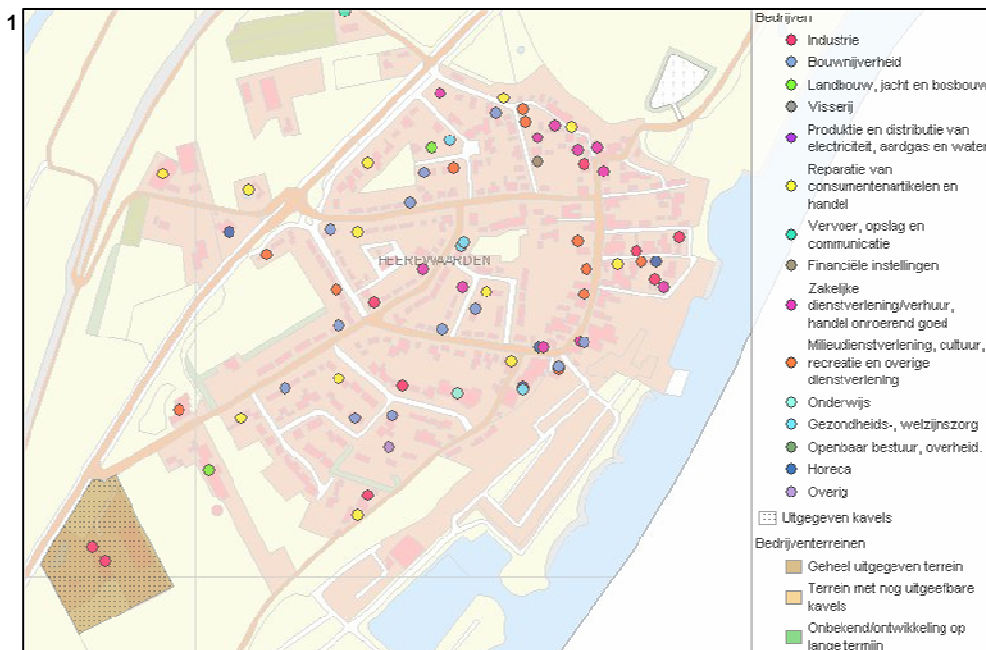 1
HEEREWAARDEN
Bedrijven
Industrie
Bouwnijverheid
Landbouw, jacht en bosbouw
Visserij
Produktie en distributie van
electriciteit, aardgas en water
Reparatie van
consumentenartikelen en
handel
Vervoer, opslag en
communicatie
Financiële instellingen
Zakelijke
dienstverlening/verhuur,
handel onroerend goed
Milieudienstverlening, cultuur,
recreatie en overige
dienstverlening
Onderwijs
Gezondheids-, welzijnszorg
Openbaar bestuur, overheid.
Horeca
Overig
Uitgegeven kavels
Bedrijventerreinen
Geheel uitgegeven terrein
Terrein met nog uitgeefbare
kavels
Onbekend/ontwikkeling op
lange termijn